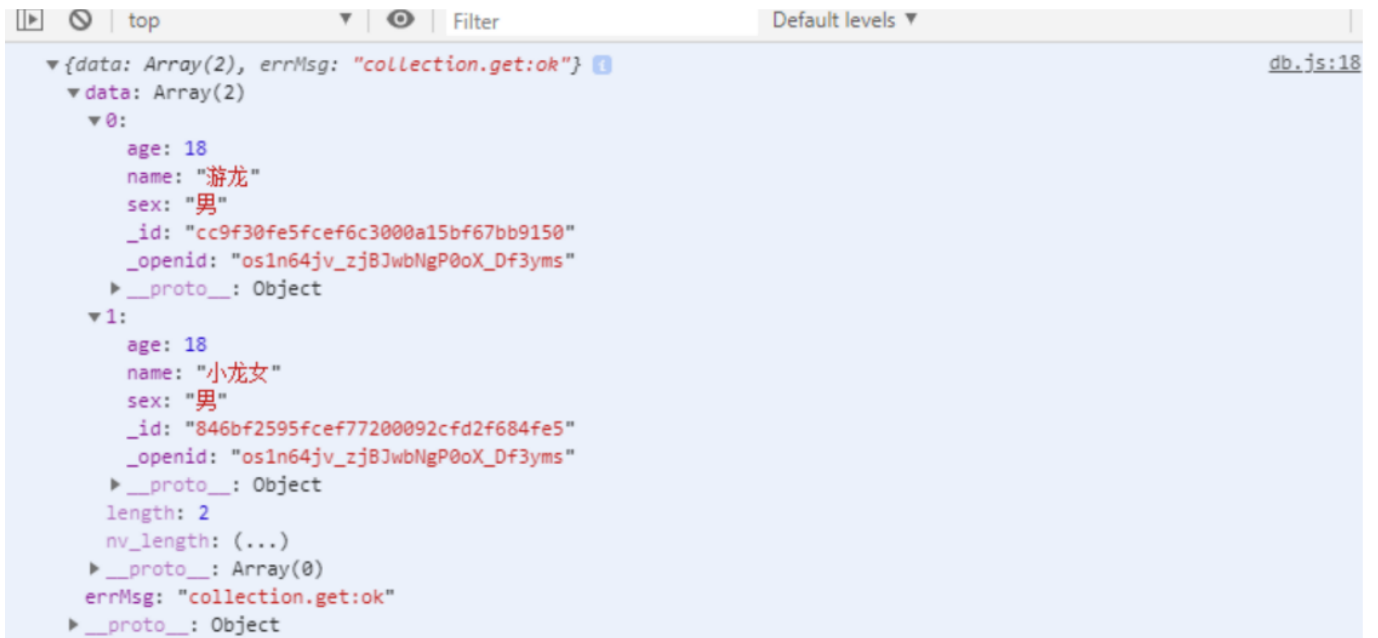 top Filter Default levels
{data: Array(2), errMsg: "collection.get:ok"} i db.js:18
data: Array(2)
0:
age: 18
name: "游龙"
sex: "男"
_id: "cc9f30fe5fcef6c3000a15bf67bb9150"
_openid: "os1n64jv_zjBJwbNgP0oX_Df3yms"
__proto__: Object
1:
age: 18
name: "小龙女"
sex: "男"
_id: "846bf2595fcef77200092cfd2f684fe5"
_openid: "os1n64jv_zjBJwbNgP0oX_Df3yms"
__proto__: Object
length: 2
nv_length: (...)
__proto__: Array(0)
errMsg: "collection.get:ok"
__proto__: Object